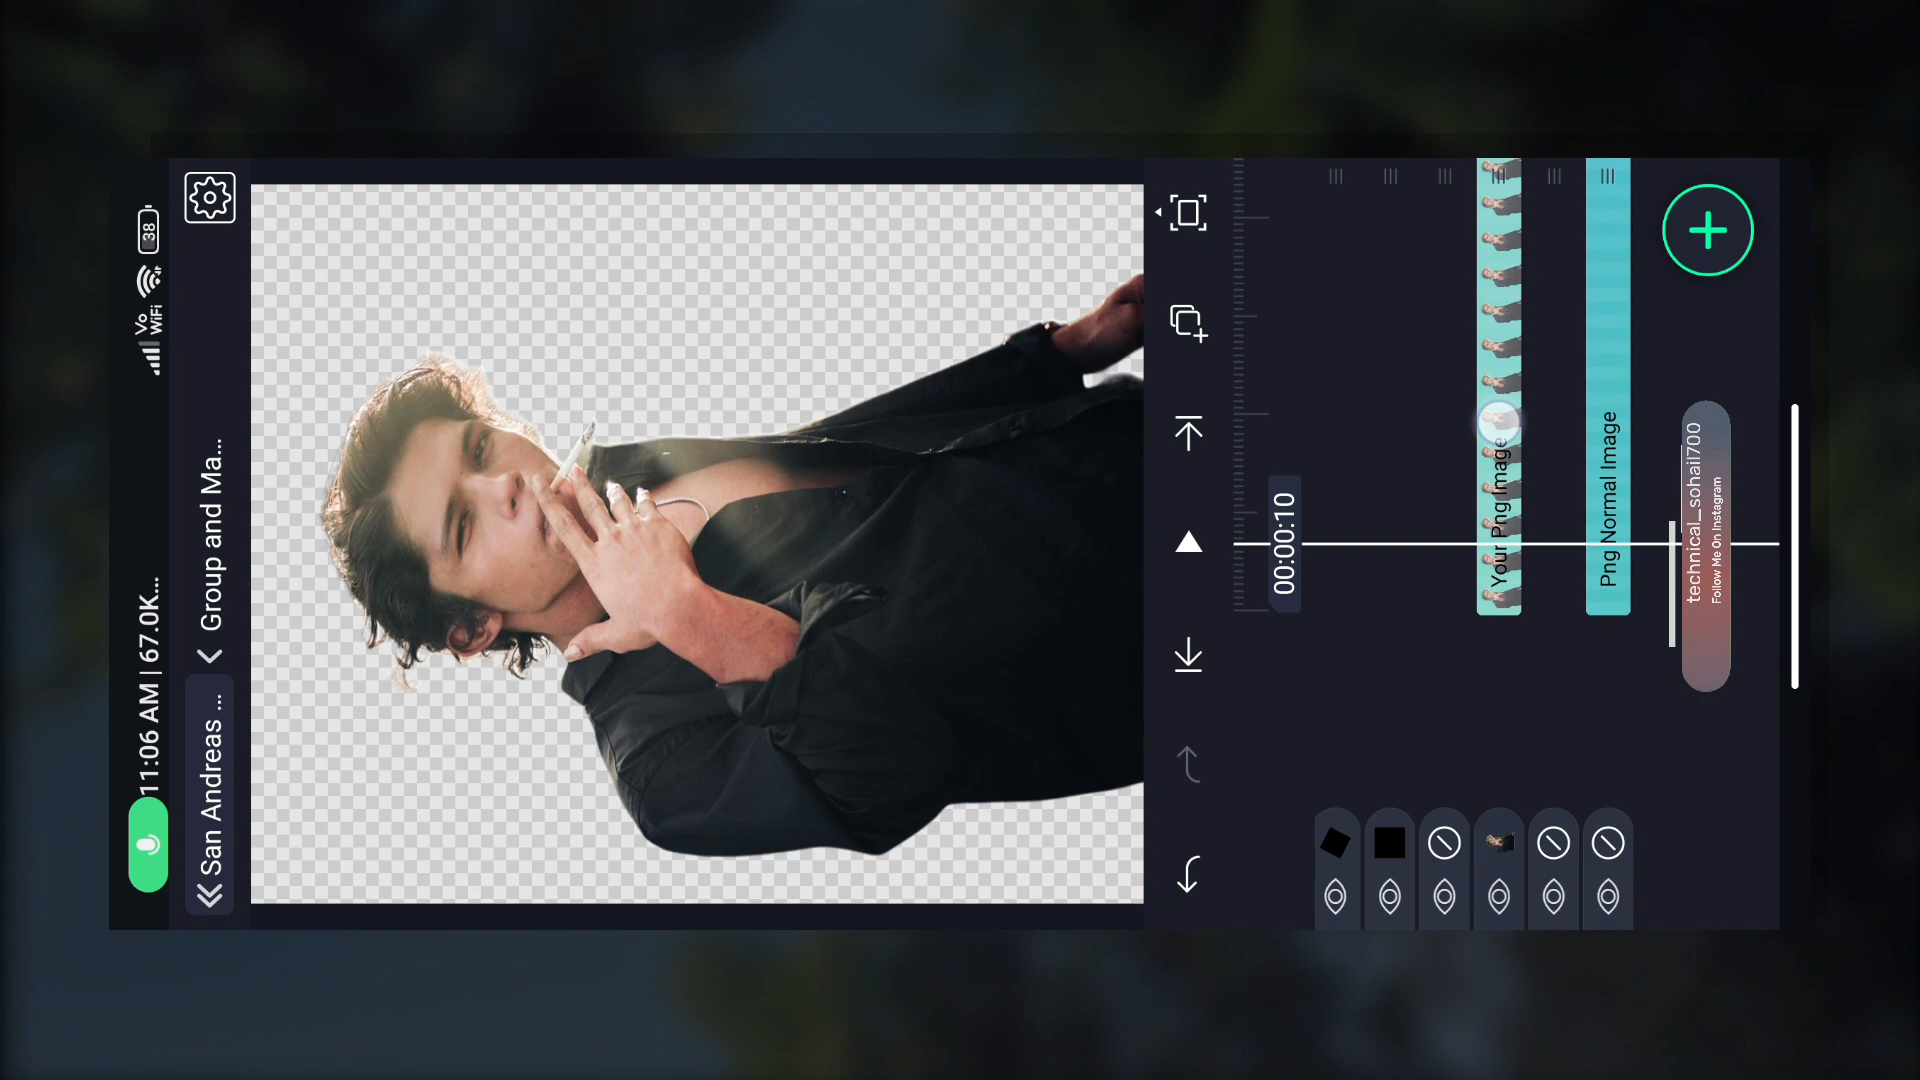 11:06 AM | 67.0K...
Vo
WiFi
38
San Andreas ...
Group and Ma...
00:00:10
Your Png Image
Png Normal Image
technical_sohail700
Follow Me On Instagram